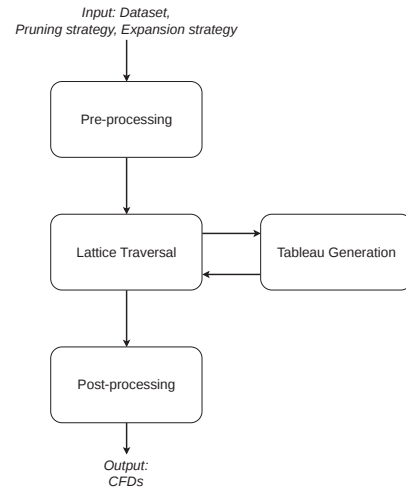 Input: Dataset,
Pruning strategy, Expansion strategy
Pre-processing
Lattice Traversal
Tableau Generation
Post-processing
Output:
CFDs